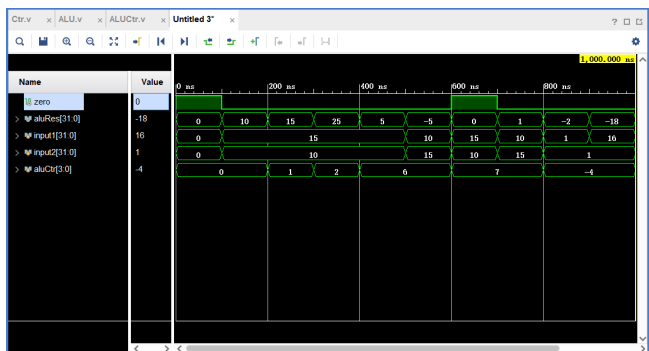 Ctr.v × ALU.v × ALUCtr.v × Untitled 3* × ?
1,000.000 ns
Name Value 0 ns 200 ns 400 ns 600 ns 800 ns
zero 0
aluRes[31:0] -18 0 10 15 25 5 -5 0 1 -2 -18
input1[31:0] 16 0 15 10 15 10 1 16
input2[31:0] 1 0 10 15 10 15 1
aluCtr[3:0] -4 0 1 2 6 7 -4